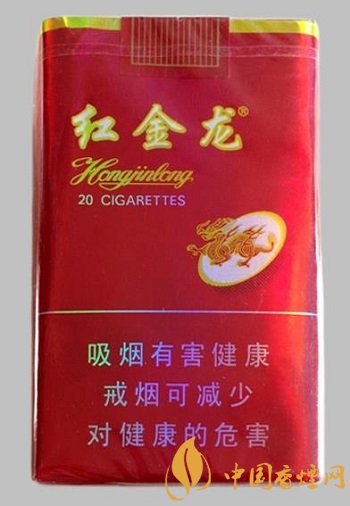 红金龙®
Hongjinlong
20 CIGARETTES
吸烟有害健康
戒烟可减少
对健康的危害
中国香烟网